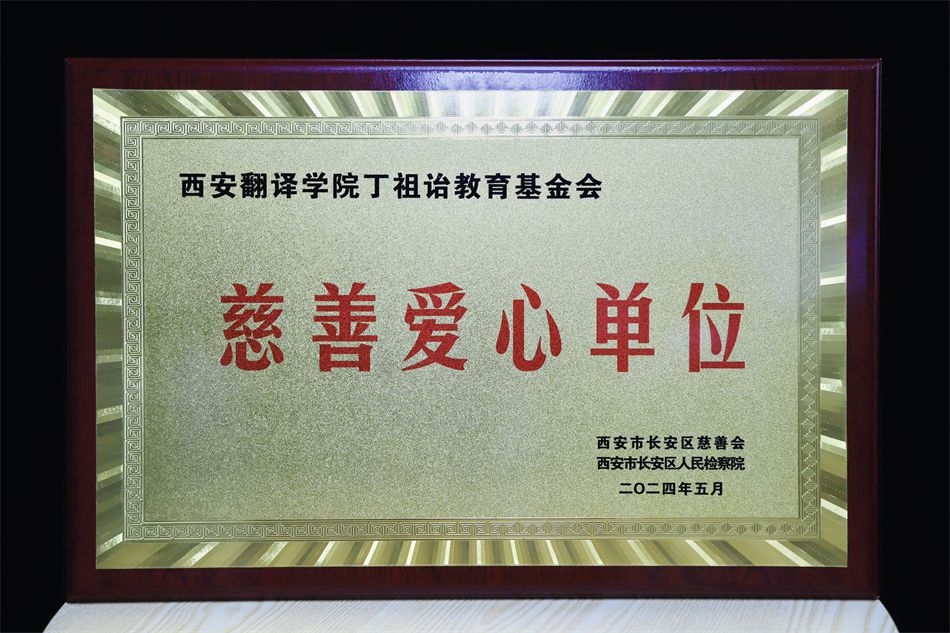 西安翻译学院丁祖诒教育基金会
慈善爱心单位
西安市长安区慈善会
西安市长安区人民检察院
二〇二四年五月